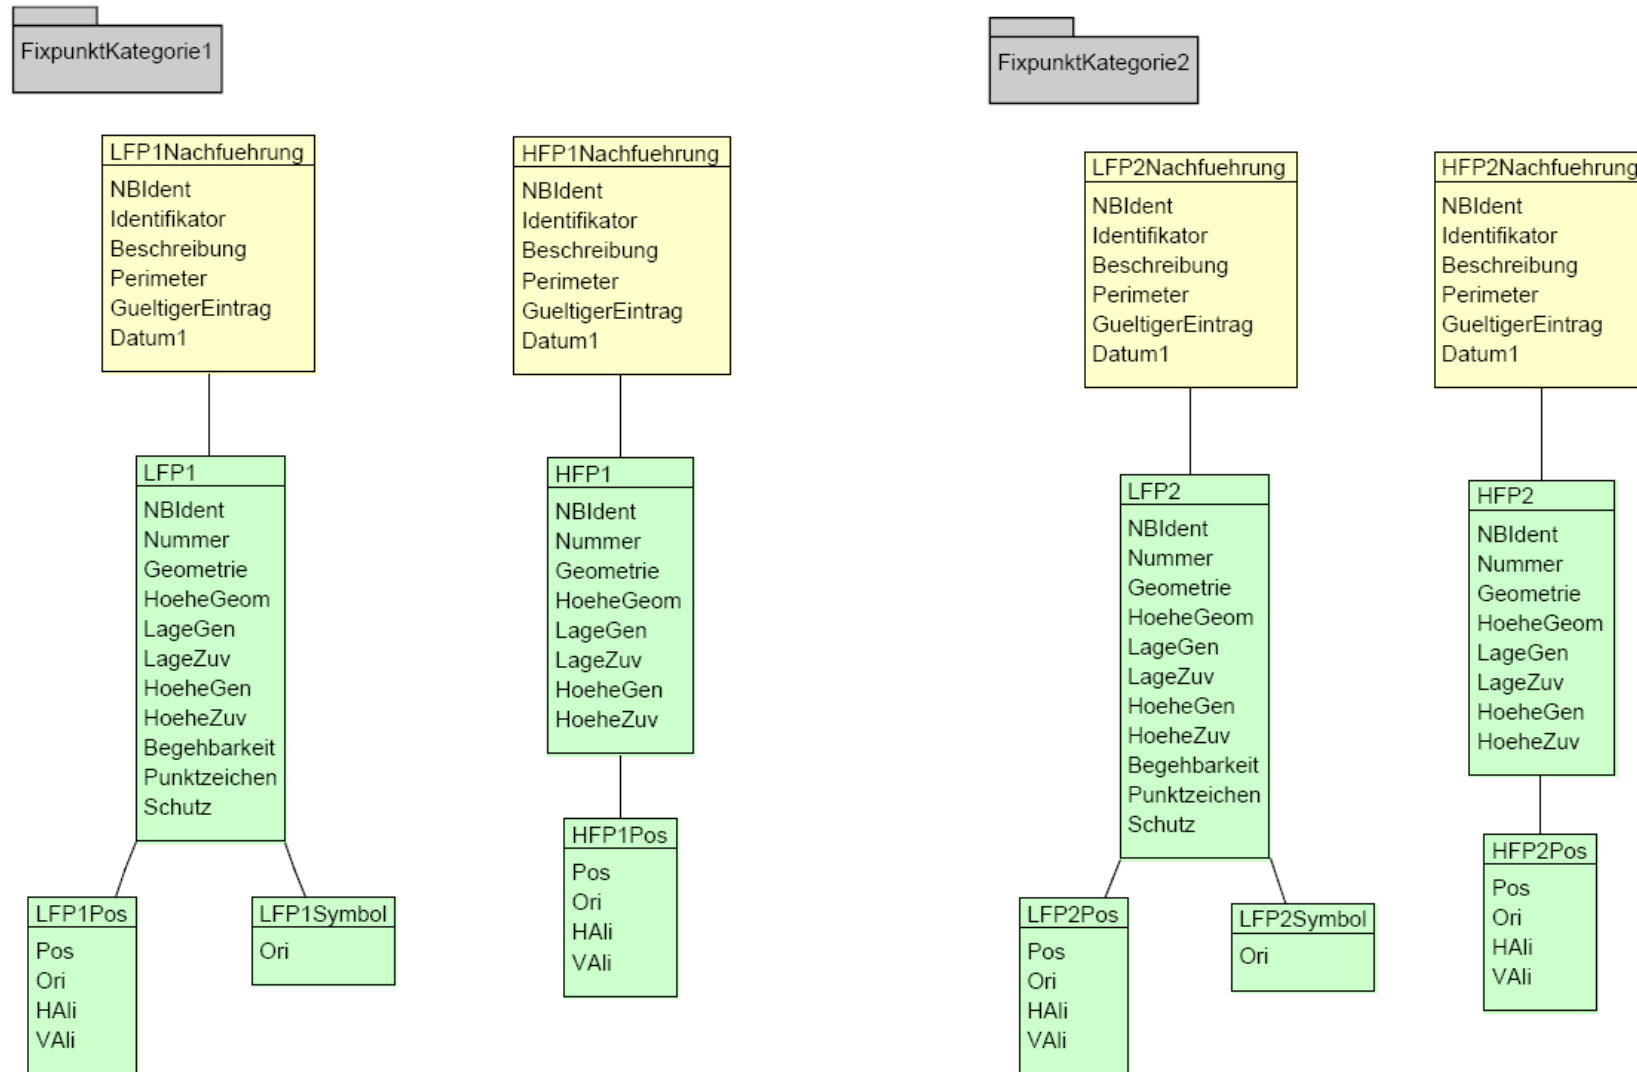 FixpunktKategorie1
LFP1Nachfuehrung
NBIdent
Identifikator
Beschreibung
Perimeter
GueltigerEintrag
Datum1
HFP1Nachfuehrung
NBIdent
Identifikator
Beschreibung
Perimeter
GueltigerEintrag
Datum1
LFP1
NBIdent
Nummer
Geometrie
HoeheGeom
LageGen
LageZuv
HoeheGen
HoeheZuv
Begehbarkeit
Punktzeichen
Schutz
HFP1
NBIdent
Nummer
Geometrie
HoeheGeom
LageGen
LageZuv
HoeheGen
HoeheZuv
LFP1Pos
Pos
Ori
HAli
VAli
LFP1Symbol
Ori
HFP1Pos
Pos
Ori
HAli
VAli
FixpunktKategorie2
LFP2Nachfuehrung
NBIdent
Identifikator
Beschreibung
Perimeter
GueltigerEintrag
Datum1
HFP2Nachfuehrung
NBIdent
Identifikator
Beschreibung
Perimeter
GueltigerEintrag
Datum1
LFP2
NBIdent
Nummer
Geometrie
HoeheGeom
LageGen
LageZuv
HoeheGen
HoeheZuv
Begehbarkeit
Punktzeichen
Schutz
HFP2
NBIdent
Nummer
Geometrie
HoeheGeom
LageGen
LageZuv
HoeheGen
HoeheZuv
LFP2Pos
Pos
Ori
HAli
VAli
LFP2Symbol
Ori
HFP2Pos
Pos
Ori
HAli
VAli